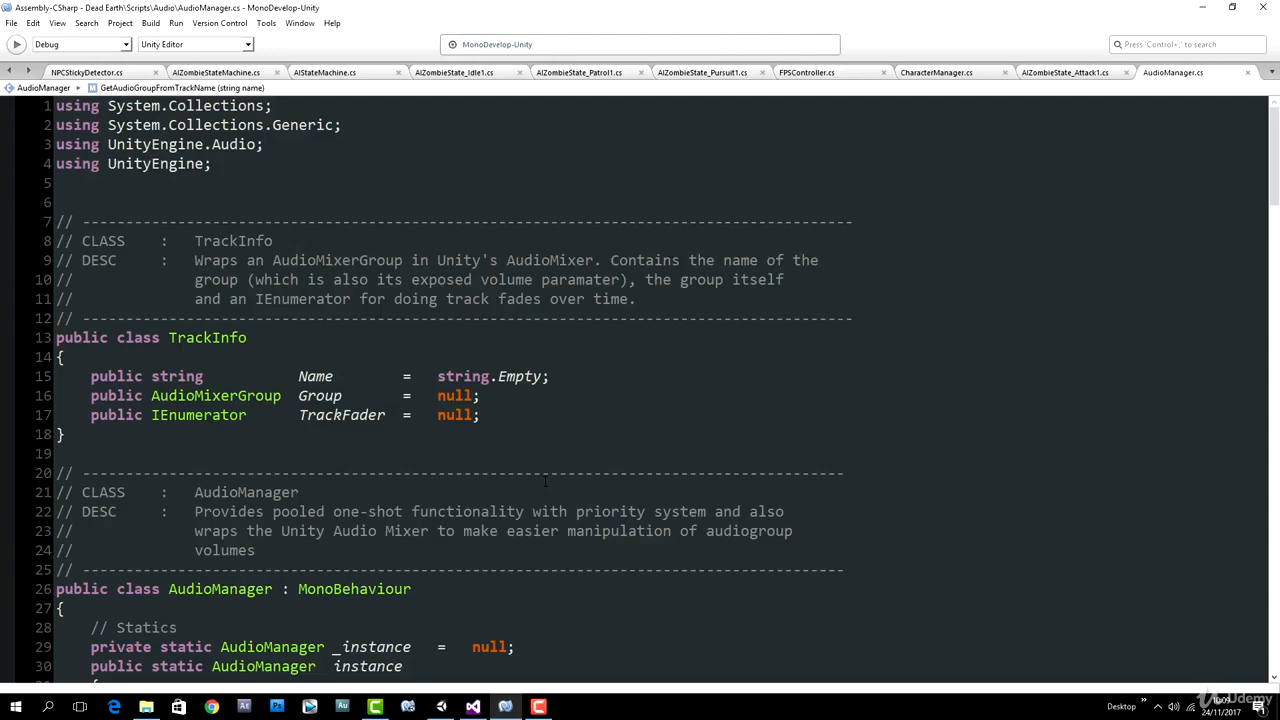 Assembly-CSharp - Dead Earth\Scripts\Audio\AudioManager.cs - MonoDevelop-Unity
File Edit View Search Project Build Run Version Control Tools Window Help
Debug Unity Editor MonoDevelop-Unity Press 'Control+,' to search
NPCStickyDetector.cs AIZombieStateMachine.cs AIStateMachine.cs AIZombieState_Idle1.cs AIZombieState_Patrol1.cs AIZombieState_Pursuit1.cs FPSController.cs CharacterManager.cs AIZombieState_Attack1.cs AudioManager.cs
AudioManager GetAudioGroupFromTrackName (string name)
1 using System.Collections;
2 using System.Collections.Generic;
3 using UnityEngine.Audio;
4 using UnityEngine;
5
6
7 // -----------------------------------------------------------------------------------------
8 // CLASS : TrackInfo
9 // DESC : Wraps an AudioMixerGroup in Unity's AudioMixer. Contains the name of the
10 // group (which is also its exposed volume paramater), the group itself
11 // and an IEnumerator for doing track fades over time.
12 // -----------------------------------------------------------------------------------------
13 public class TrackInfo
14 {
15 public string Name = string.Empty;
16 public AudioMixerGroup Group = null;
17 public IEnumerator TrackFader = null;
18 }
19
20 // ----------------------------------------------------------------------------------------
21 // CLASS : AudioManager
22 // DESC : Provides pooled one-shot functionality with priority system and also
23 // wraps the Unity Audio Mixer to make easier manipulation of audiogroup
24 // volumes
25 // ----------------------------------------------------------------------------------------
26 public class AudioManager : MonoBehaviour
27 {
28 // Statics
29 private static AudioManager _instance = null;
30 public static AudioManager instance
Desktop
24/11/2017
Udemy